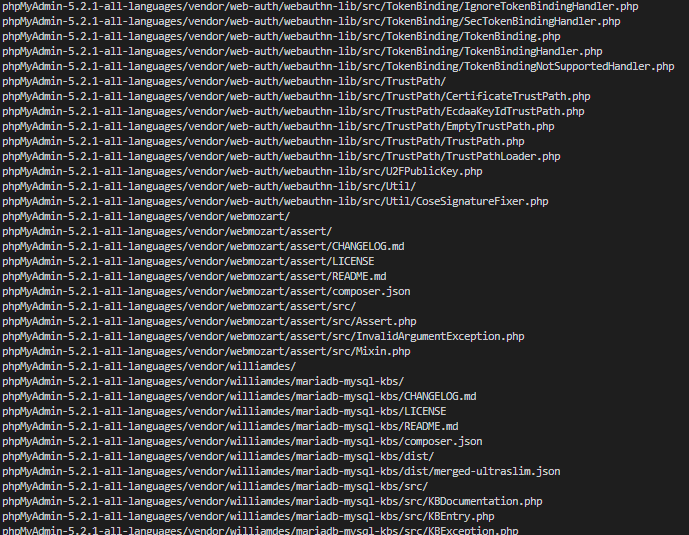 phpMyAdmin-5.2.1-all-languages/vendor/web-auth/webauthn-lib/src/TokenBinding/IgnoreTokenBindingHandler.php
phpMyAdmin-5.2.1-all-languages/vendor/web-auth/webauthn-lib/src/TokenBinding/SecTokenBindingHandler.php
phpMyAdmin-5.2.1-all-languages/vendor/web-auth/webauthn-lib/src/TokenBinding/TokenBinding.php
phpMyAdmin-5.2.1-all-languages/vendor/web-auth/webauthn-lib/src/TokenBinding/TokenBindingHandler.php
phpMyAdmin-5.2.1-all-languages/vendor/web-auth/webauthn-lib/src/TokenBinding/TokenBindingNotSupportedHandler.php
phpMyAdmin-5.2.1-all-languages/vendor/web-auth/webauthn-lib/src/TrustPath/
phpMyAdmin-5.2.1-all-languages/vendor/web-auth/webauthn-lib/src/TrustPath/CertificateTrustPath.php
phpMyAdmin-5.2.1-all-languages/vendor/web-auth/webauthn-lib/src/TrustPath/EcdaaKeyIdTrustPath.php
phpMyAdmin-5.2.1-all-languages/vendor/web-auth/webauthn-lib/src/TrustPath/EmptyTrustPath.php
phpMyAdmin-5.2.1-all-languages/vendor/web-auth/webauthn-lib/src/TrustPath/TrustPath.php
phpMyAdmin-5.2.1-all-languages/vendor/web-auth/webauthn-lib/src/TrustPath/TrustPathLoader.php
phpMyAdmin-5.2.1-all-languages/vendor/web-auth/webauthn-lib/src/U2FPublicKey.php
phpMyAdmin-5.2.1-all-languages/vendor/web-auth/webauthn-lib/src/Util/
phpMyAdmin-5.2.1-all-languages/vendor/web-auth/webauthn-lib/src/Util/CoseSignatureFixer.php
phpMyAdmin-5.2.1-all-languages/vendor/webmozart/
phpMyAdmin-5.2.1-all-languages/vendor/webmozart/assert/
phpMyAdmin-5.2.1-all-languages/vendor/webmozart/assert/CHANGELOG.md
phpMyAdmin-5.2.1-all-languages/vendor/webmozart/assert/LICENSE
phpMyAdmin-5.2.1-all-languages/vendor/webmozart/assert/README.md
phpMyAdmin-5.2.1-all-languages/vendor/webmozart/assert/composer.json
phpMyAdmin-5.2.1-all-languages/vendor/webmozart/assert/src/
phpMyAdmin-5.2.1-all-languages/vendor/webmozart/assert/src/Assert.php
phpMyAdmin-5.2.1-all-languages/vendor/webmozart/assert/src/InvalidArgumentException.php
phpMyAdmin-5.2.1-all-languages/vendor/webmozart/assert/src/Mixin.php
phpMyAdmin-5.2.1-all-languages/vendor/williamdes/
phpMyAdmin-5.2.1-all-languages/vendor/williamdes/mariadb-mysql-kbs/
phpMyAdmin-5.2.1-all-languages/vendor/williamdes/mariadb-mysql-kbs/CHANGELOG.md
phpMyAdmin-5.2.1-all-languages/vendor/williamdes/mariadb-mysql-kbs/LICENSE
phpMyAdmin-5.2.1-all-languages/vendor/williamdes/mariadb-mysql-kbs/README.md
phpMyAdmin-5.2.1-all-languages/vendor/williamdes/mariadb-mysql-kbs/composer.json
phpMyAdmin-5.2.1-all-languages/vendor/williamdes/mariadb-mysql-kbs/dist/
phpMyAdmin-5.2.1-all-languages/vendor/williamdes/mariadb-mysql-kbs/dist/merged-ultraslim.json
phpMyAdmin-5.2.1-all-languages/vendor/williamdes/mariadb-mysql-kbs/src/
phpMyAdmin-5.2.1-all-languages/vendor/williamdes/mariadb-mysql-kbs/src/KBDocumentation.php
phpMyAdmin-5.2.1-all-languages/vendor/williamdes/mariadb-mysql-kbs/src/KBEntry.php
phpMyAdmin-5.2.1-all-languages/vendor/williamdes/mariadb-mysql-kbs/src/KBException.php